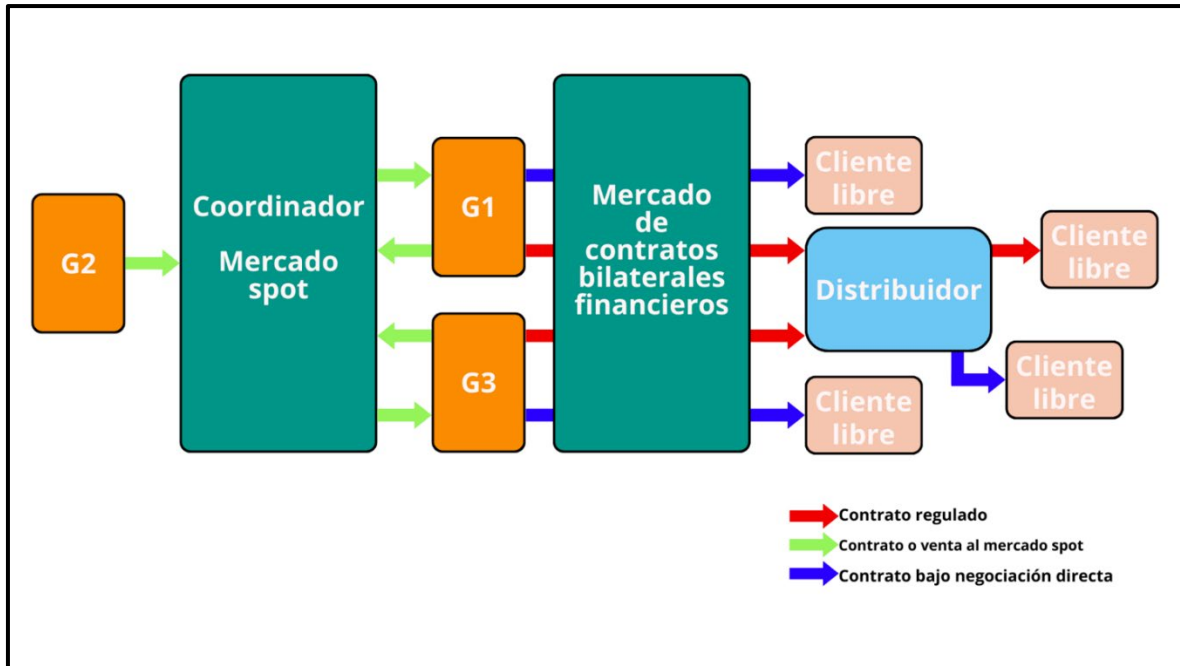 G2
Coordinador
Mercado
spot
G1
G3
Mercado
de
contratos
bilaterales
financieros
Cliente
libre
Distribuidor
Cliente
libre
Cliente
libre
Cliente
libre
Contrato regulado
Contrato o venta al mercado spot
Contrato bajo negociación directa